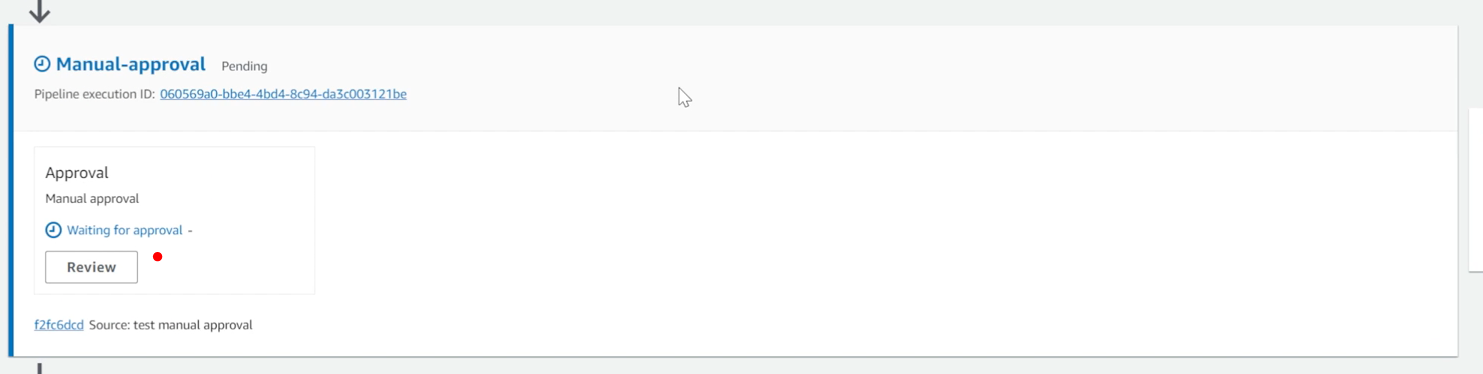 Manual-approval Pending
Pipeline execution ID: 060569a0-bbe4-4bd4-8c94-da3c003121be
Approval
Manual approval
Waiting for approval -
Review
f2fc6dcd Source: test manual approval